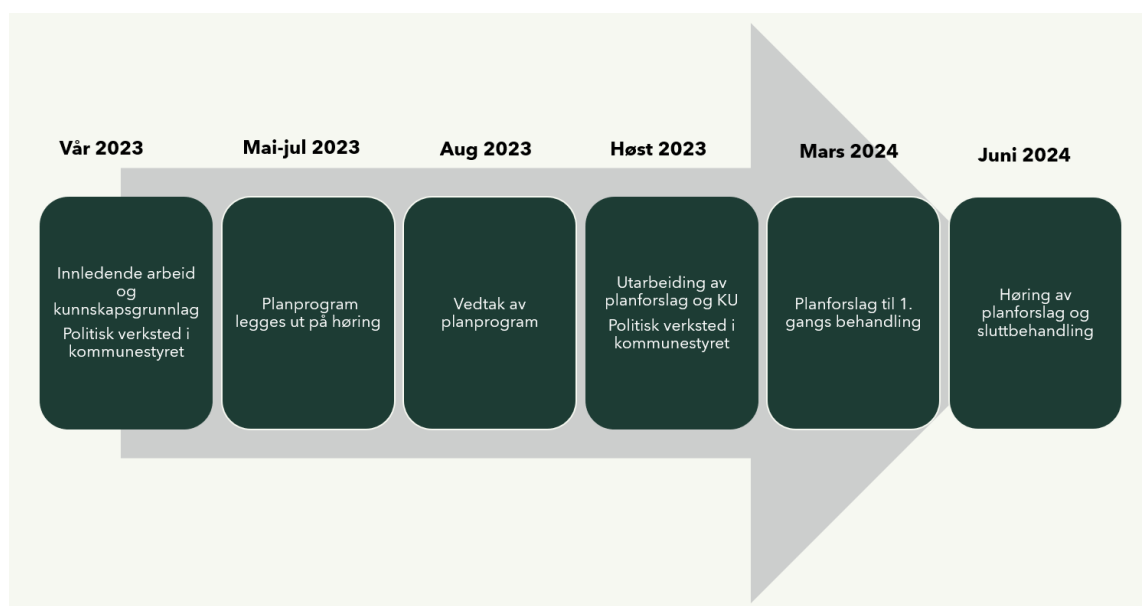 Vår 2023
Innledende arbeid
og
kunnskapsgrunnlag
Politisk verksted i
kommunestyret
Mai-jul 2023
Planprogram
legges ut på høring
Aug 2023
Vedtak av
planprogram
Høst 2023
Utarbeiding av
planforslag og KU
Politisk verksted i
kommunestyret
Mars 2024
Planforslag til 1.
gangs behandling
Juni 2024
Høring av
planforslag og
sluttbehandling